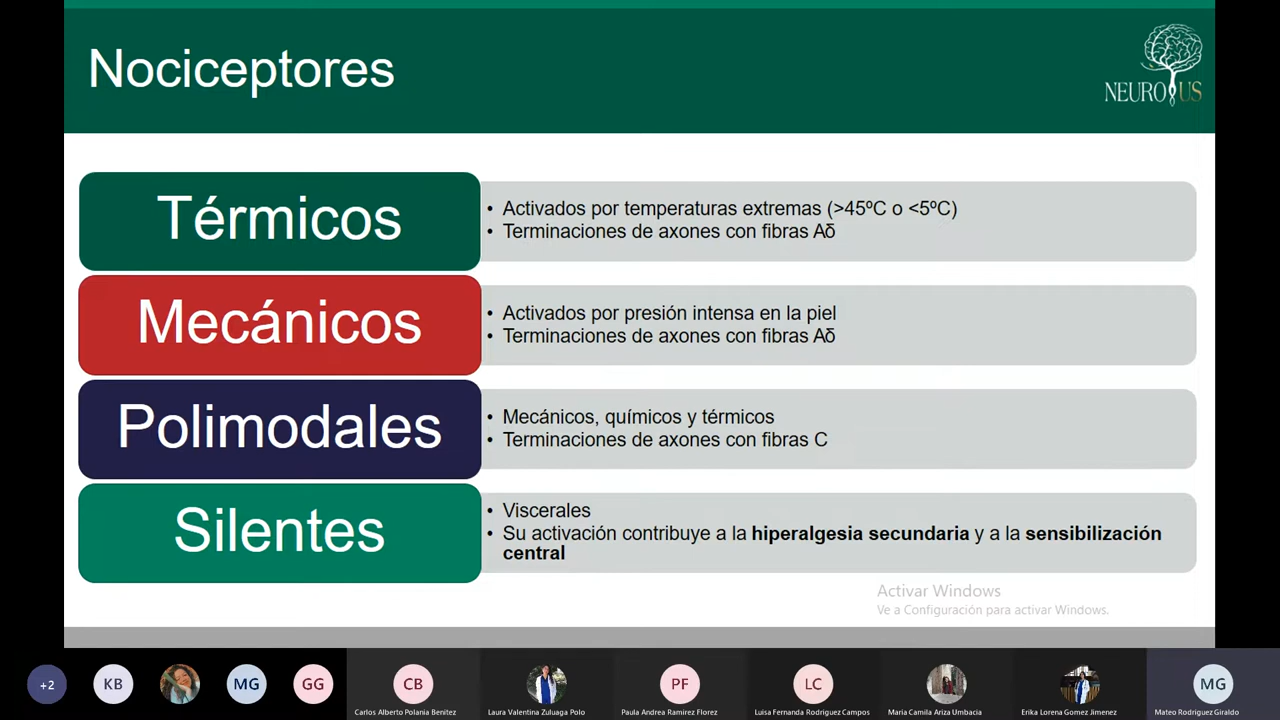 Nociceptores
NEURO US
Térmicos
• Activados por temperaturas extremas (>45ºC o <5ºC)
• Terminaciones de axones con fibras Aδ
Mecánicos
• Activados por presión intensa en la piel
• Terminaciones de axones con fibras Aδ
Polimodales
• Mecánicos, químicos y térmicos
• Terminaciones de axones con fibras C
Silentes
• Viscerales
• Su activación contribuye a la hiperalgesia secundaria y a la sensibilización
central
Activar Windows
Ve a Configuración para activar Windows.
+2
KB
MG
GG
CB
Carlos Alberto Polania Benitez
Laura Valentina Zuluaga Polo
PF
Paula Andrea Ramirez Florez
LC
Luisa Fernanda Rodriguez Campos
Maria Camila Ariza Umbacia
Erika Lorena Gomez Jimenez
MG
Mateo Rodriguez Giraldo